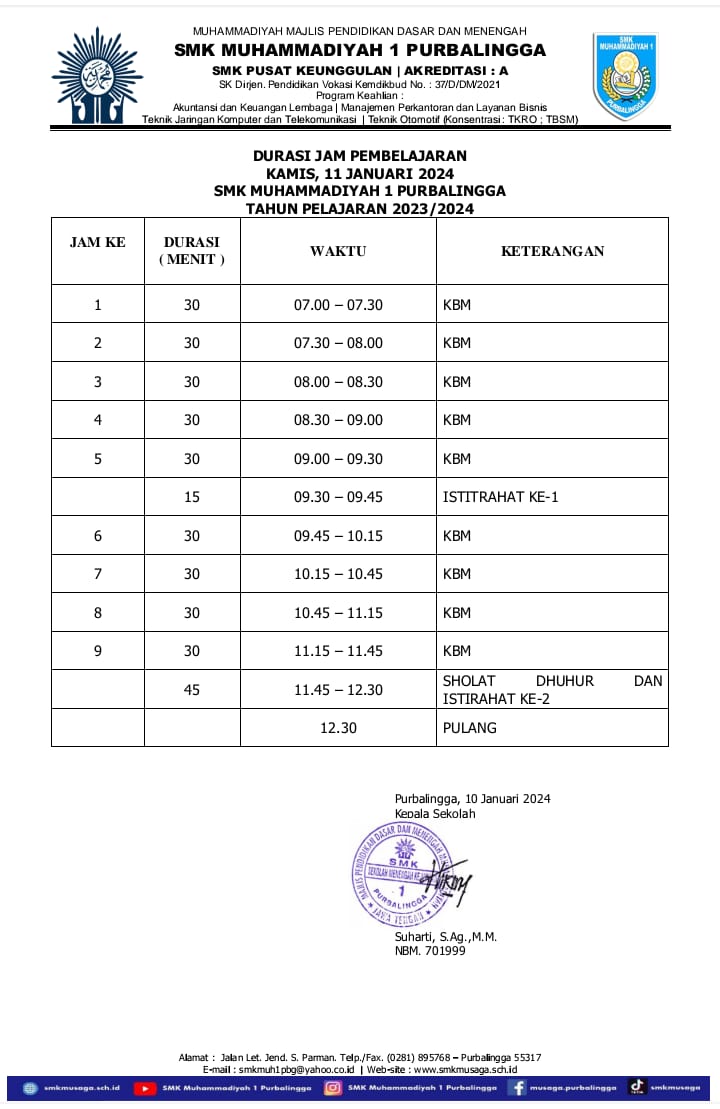 MUHAMMADIYAH MAJLIS PENDIDIKAN DASAR DAN MENENGAH
SMK MUHAMMADIYAH 1 PURBALINGGA
SMK PUSAT KEUNGGULAN | AKREDITASI : A
SK Dirjen. Pendidikan Vokasi Kemdikbud No. : 37/D/DM/2021
Program Keahlian :
Akuntansi dan Keuangan Lembaga | Manajemen Perkantoran dan Layanan Bisnis
Teknik Jaringan Komputer dan Telekomunikasi | Teknik Otomotif (Konsentrasi : TKRO ; TBSM)
SMK
MUHAMMADIYAH 1
PURBALINGGA
DURASI JAM PEMBELAJARAN
KAMIS, 11 JANUARI 2024
SMK MUHAMMADIYAH 1 PURBALINGGA
TAHUN PELAJARAN 2023/2024
JAM KE DURASI ( MENIT ) WAKTU KETERANGAN
1 30 07.00 – 07.30 KBM
2 30 07.30 – 08.00 KBM
3 30 08.00 – 08.30 KBM
4 30 08.30 – 09.00 KBM
5 30 09.00 – 09.30 KBM
15 09.30 – 09.45 ISTITRAHAT KE-1
6 30 09.45 – 10.15 KBM
7 30 10.15 – 10.45 KBM
8 30 10.45 – 11.15 KBM
9 30 11.15 – 11.45 KBM
45 11.45 – 12.30 SHOLAT DHUHUR DAN
ISTIRAHAT KE-2
12.30 PULANG
Purbalingga, 10 Januari 2024
Kepala Sekolah
MAJLIS PENDIDIKAN DASAR DAN MENENGAH
SMK
SEKOLAH MENENGAH
1
PURBALINGGA
JAWA TENGAH
Suharti, S.Ag.,M.M.
NBM. 701999
Alamat : Jalan Let. Jend. S. Parman. Telp./Fax. (0281) 895768 – Purbalingga 55317
E-mail : smkmuh1pbg@yahoo.co.id | Web-site : www.smkmusaga.sch.id
smkmusaga.sch.id SMK Muhammadiyah 1 Purbalingga SMK Muhammadiyah 1 Purbalingga musaga.purbalingga smkmusaga